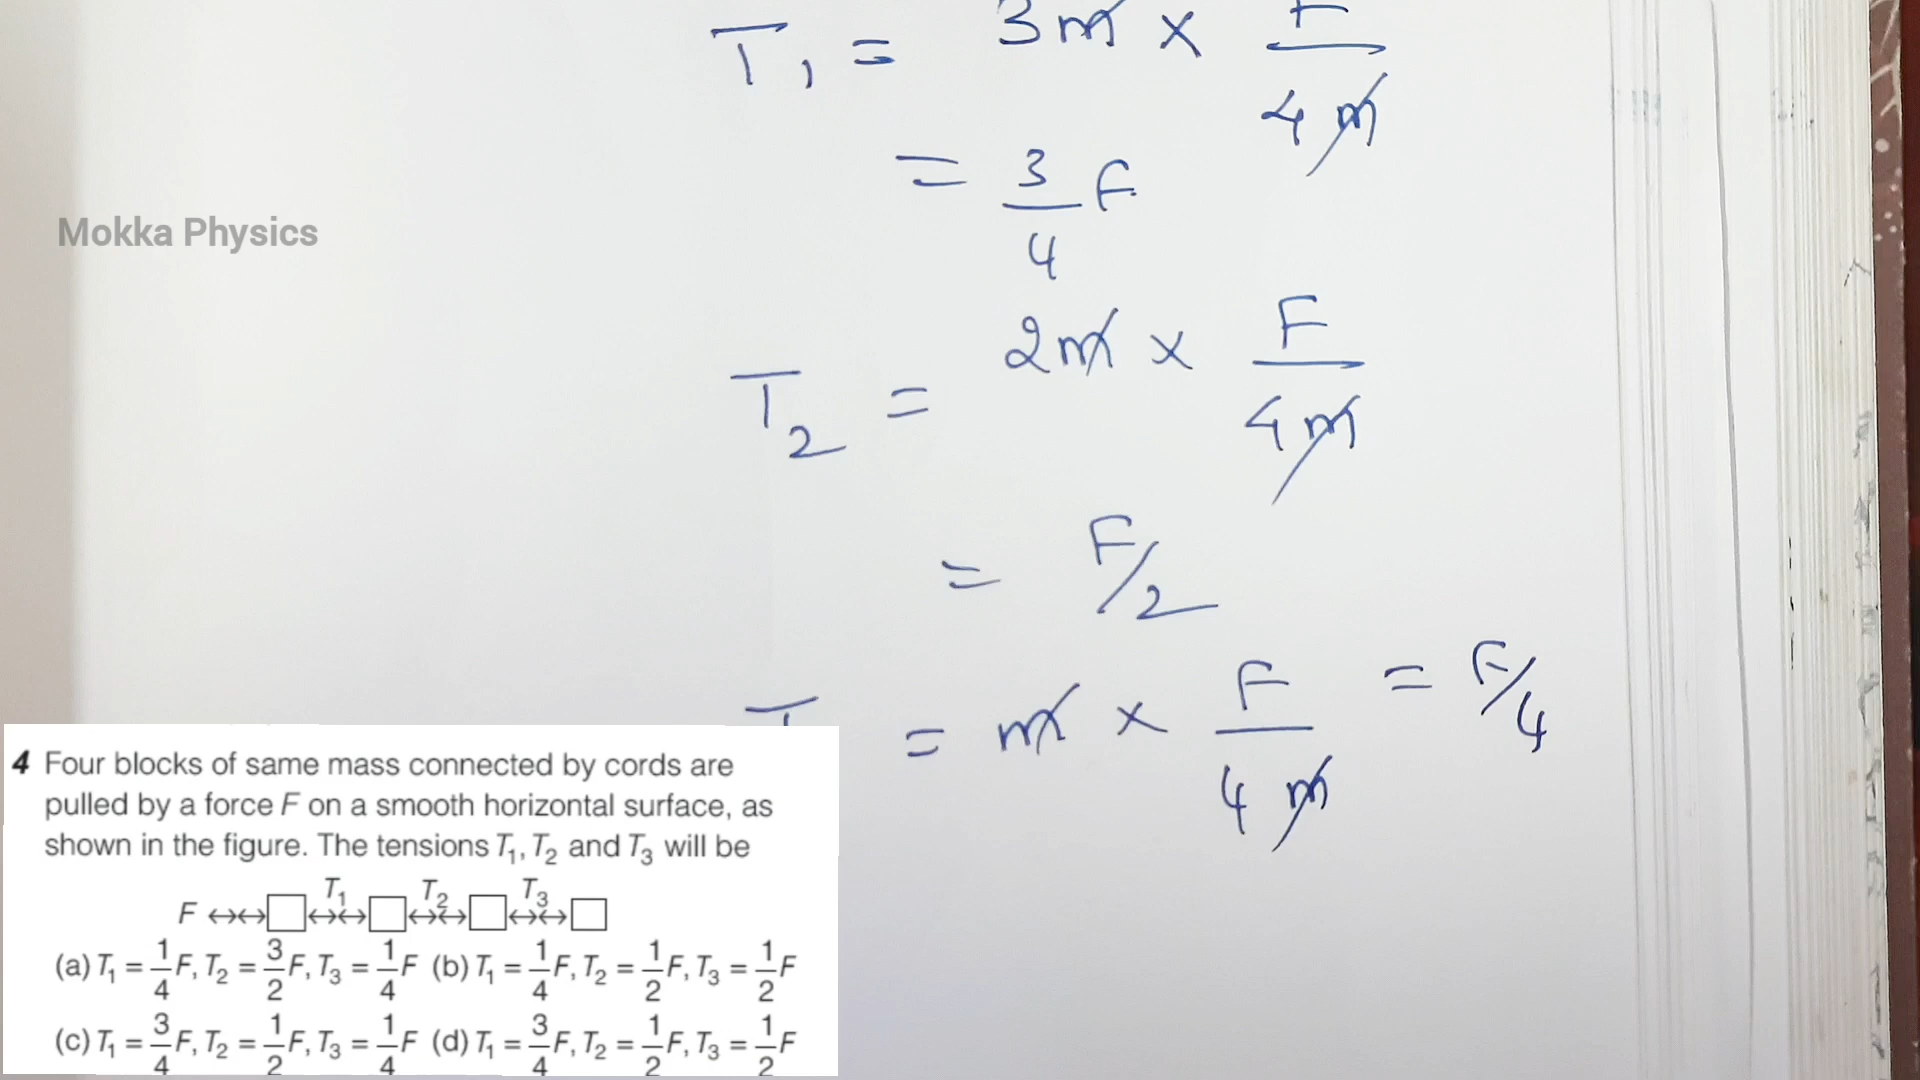 T₁ = 3m × F/4m
= 3/4 F
Mokka Physics
T₂ = 2m × F/4m
= F/2
= m × F/4m = F/4
4 Four blocks of same mass connected by cords are
pulled by a force F on a smooth horizontal surface, as
shown in the figure. The tensions T₁, T₂ and T₃ will be
F T₁ T₂ T₃
(a) T₁ = 1/4 F, T₂ = 3/2 F, T₃ = 1/4 F (b) T₁ = 1/4 F, T₂ = 1/2 F, T₃ = 1/2 F
(c) T₁ = 3/4 F, T₂ = 1/2 F, T₃ = 1/4 F (d) T₁ = 3/4 F, T₂ = 1/2 F, T₃ = 1/2 F